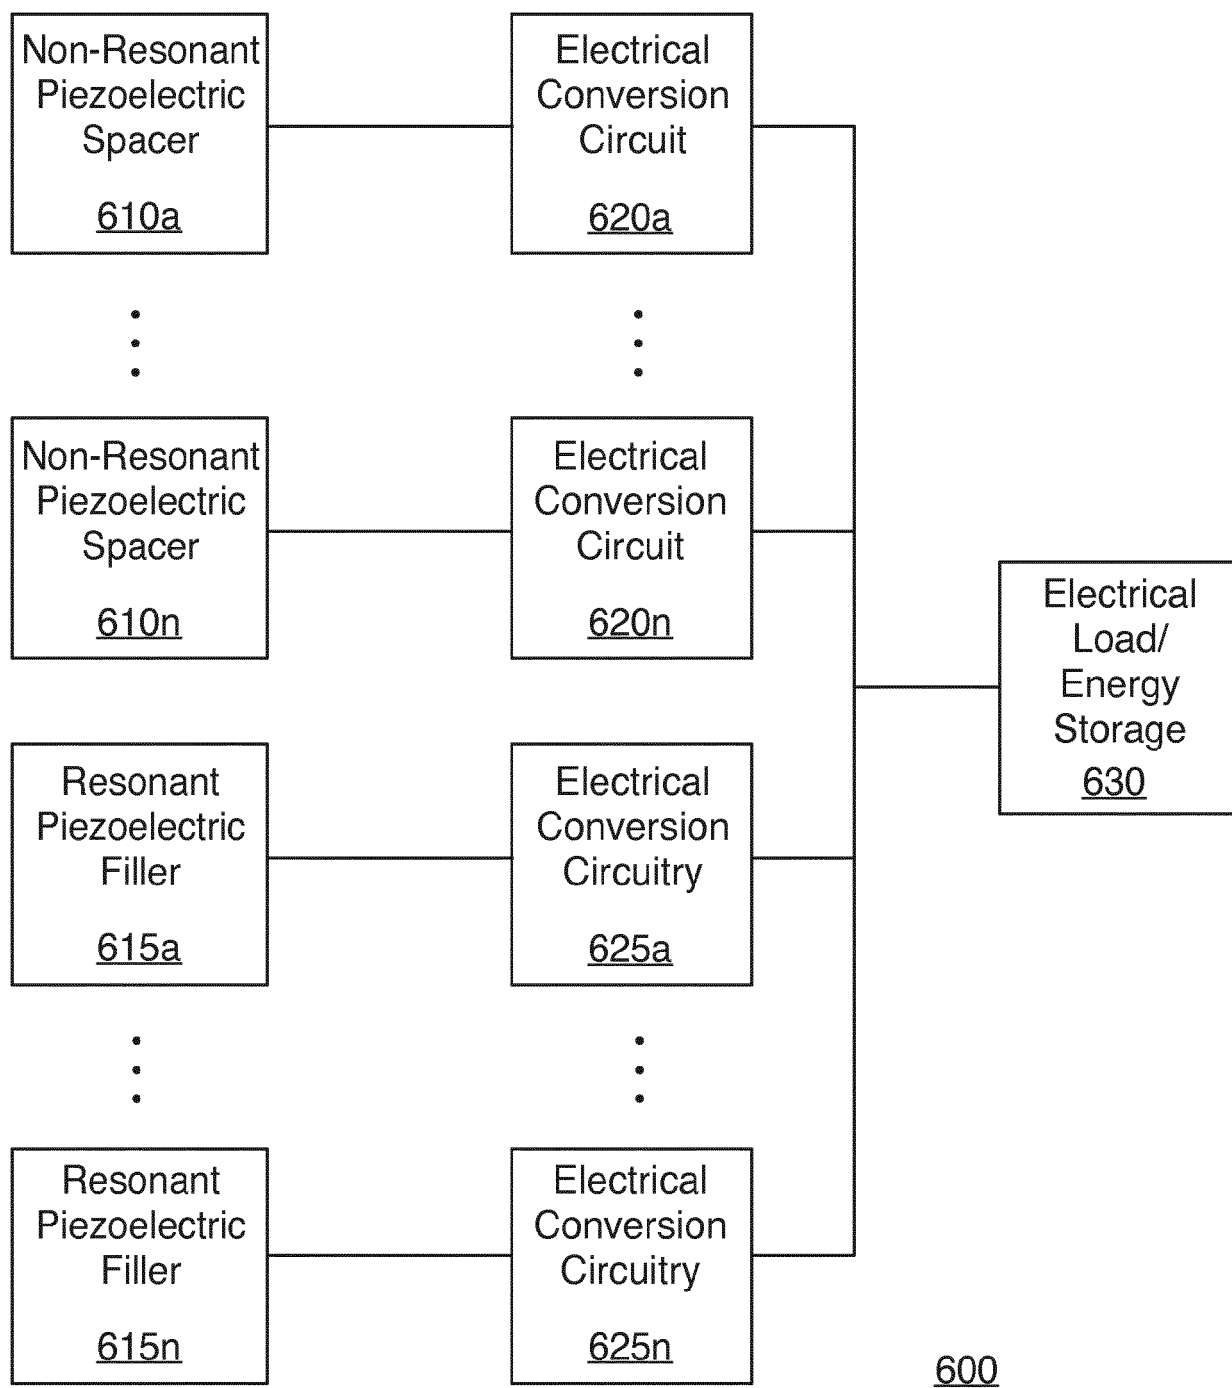 Non-Resonant
Piezoelectric
Spacer
610a
Electrical
Conversion
Circuit
620a
Non-Resonant
Piezoelectric
Spacer
610n
Electrical
Conversion
Circuit
620n
Electrical
Load/
Energy
Storage
630
Resonant
Piezoelectric
Filler
615a
Electrical
Conversion
Circuitry
625a
Resonant
Piezoelectric
Filler
615n
Electrical
Conversion
Circuitry
625n
600